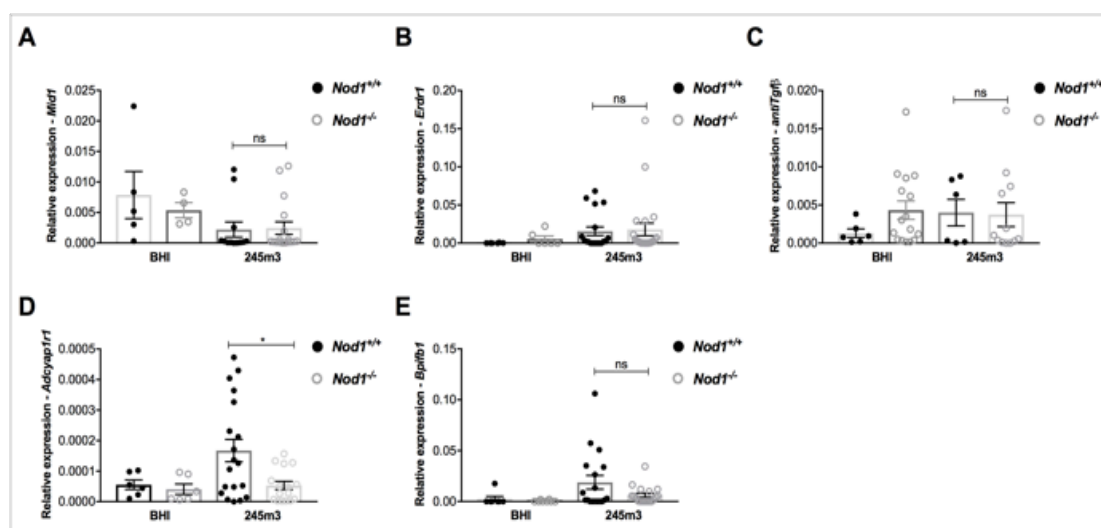 A
Relative expression - Mid1
0.025
0.020
0.015
0.010
0.005
0.000
ns
BHI
245m3
Nod1+/+
Nod1-/-
B
Relative expression - Erdr1
0.20
0.15
0.10
0.05
0.00
ns
BHI
245m3
Nod1+/+
Nod1-/-
C
Relative expression - antiTgfβ
0.020
0.015
0.010
0.005
0.000
ns
BHI
245m3
Nod1+/+
Nod1-/-
D
Relative expression - Adcyap1r1
0.0005
0.0004
0.0003
0.0002
0.0001
0.0000
*
BHI
245m3
Nod1+/+
Nod1-/-
E
Relative expression - Bpifb1
0.15
0.10
0.05
0.00
ns
BHI
245m3
Nod1+/+
Nod1-/-